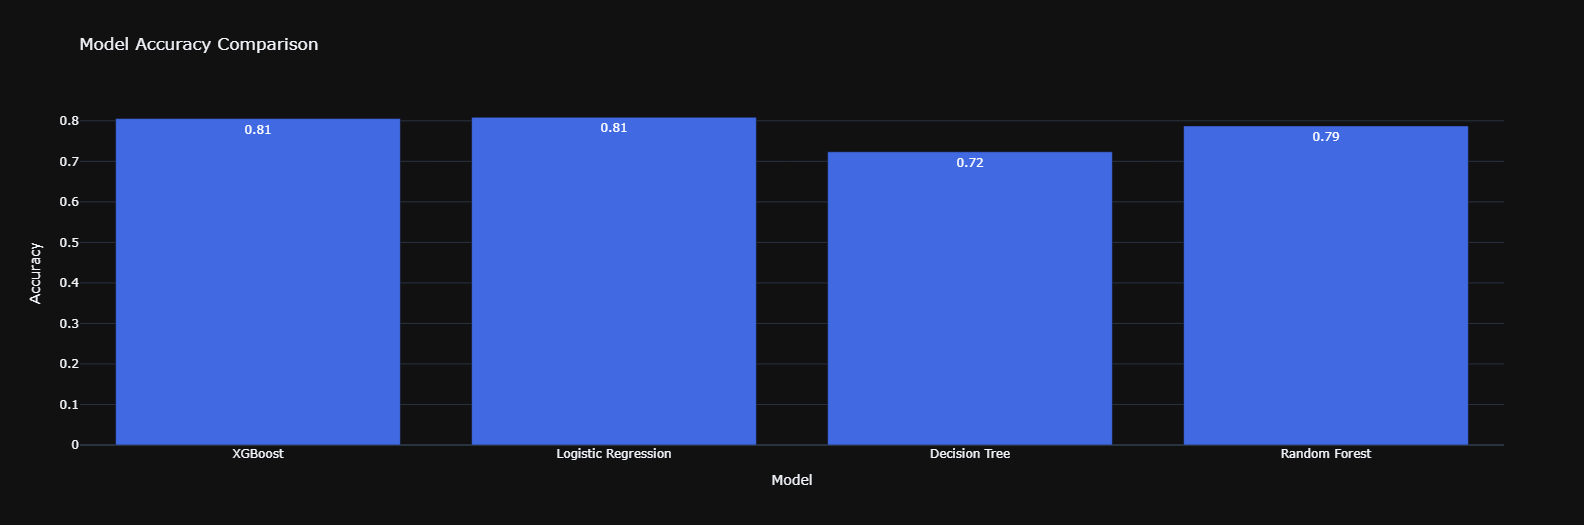 Model Accuracy Comparison
0.8
0.7
0.6
0.5
0.4
0.3
0.2
0.1
0
Accuracy
0.81
0.81
0.72
0.79
XGBoost
Logistic Regression
Decision Tree
Random Forest
Model